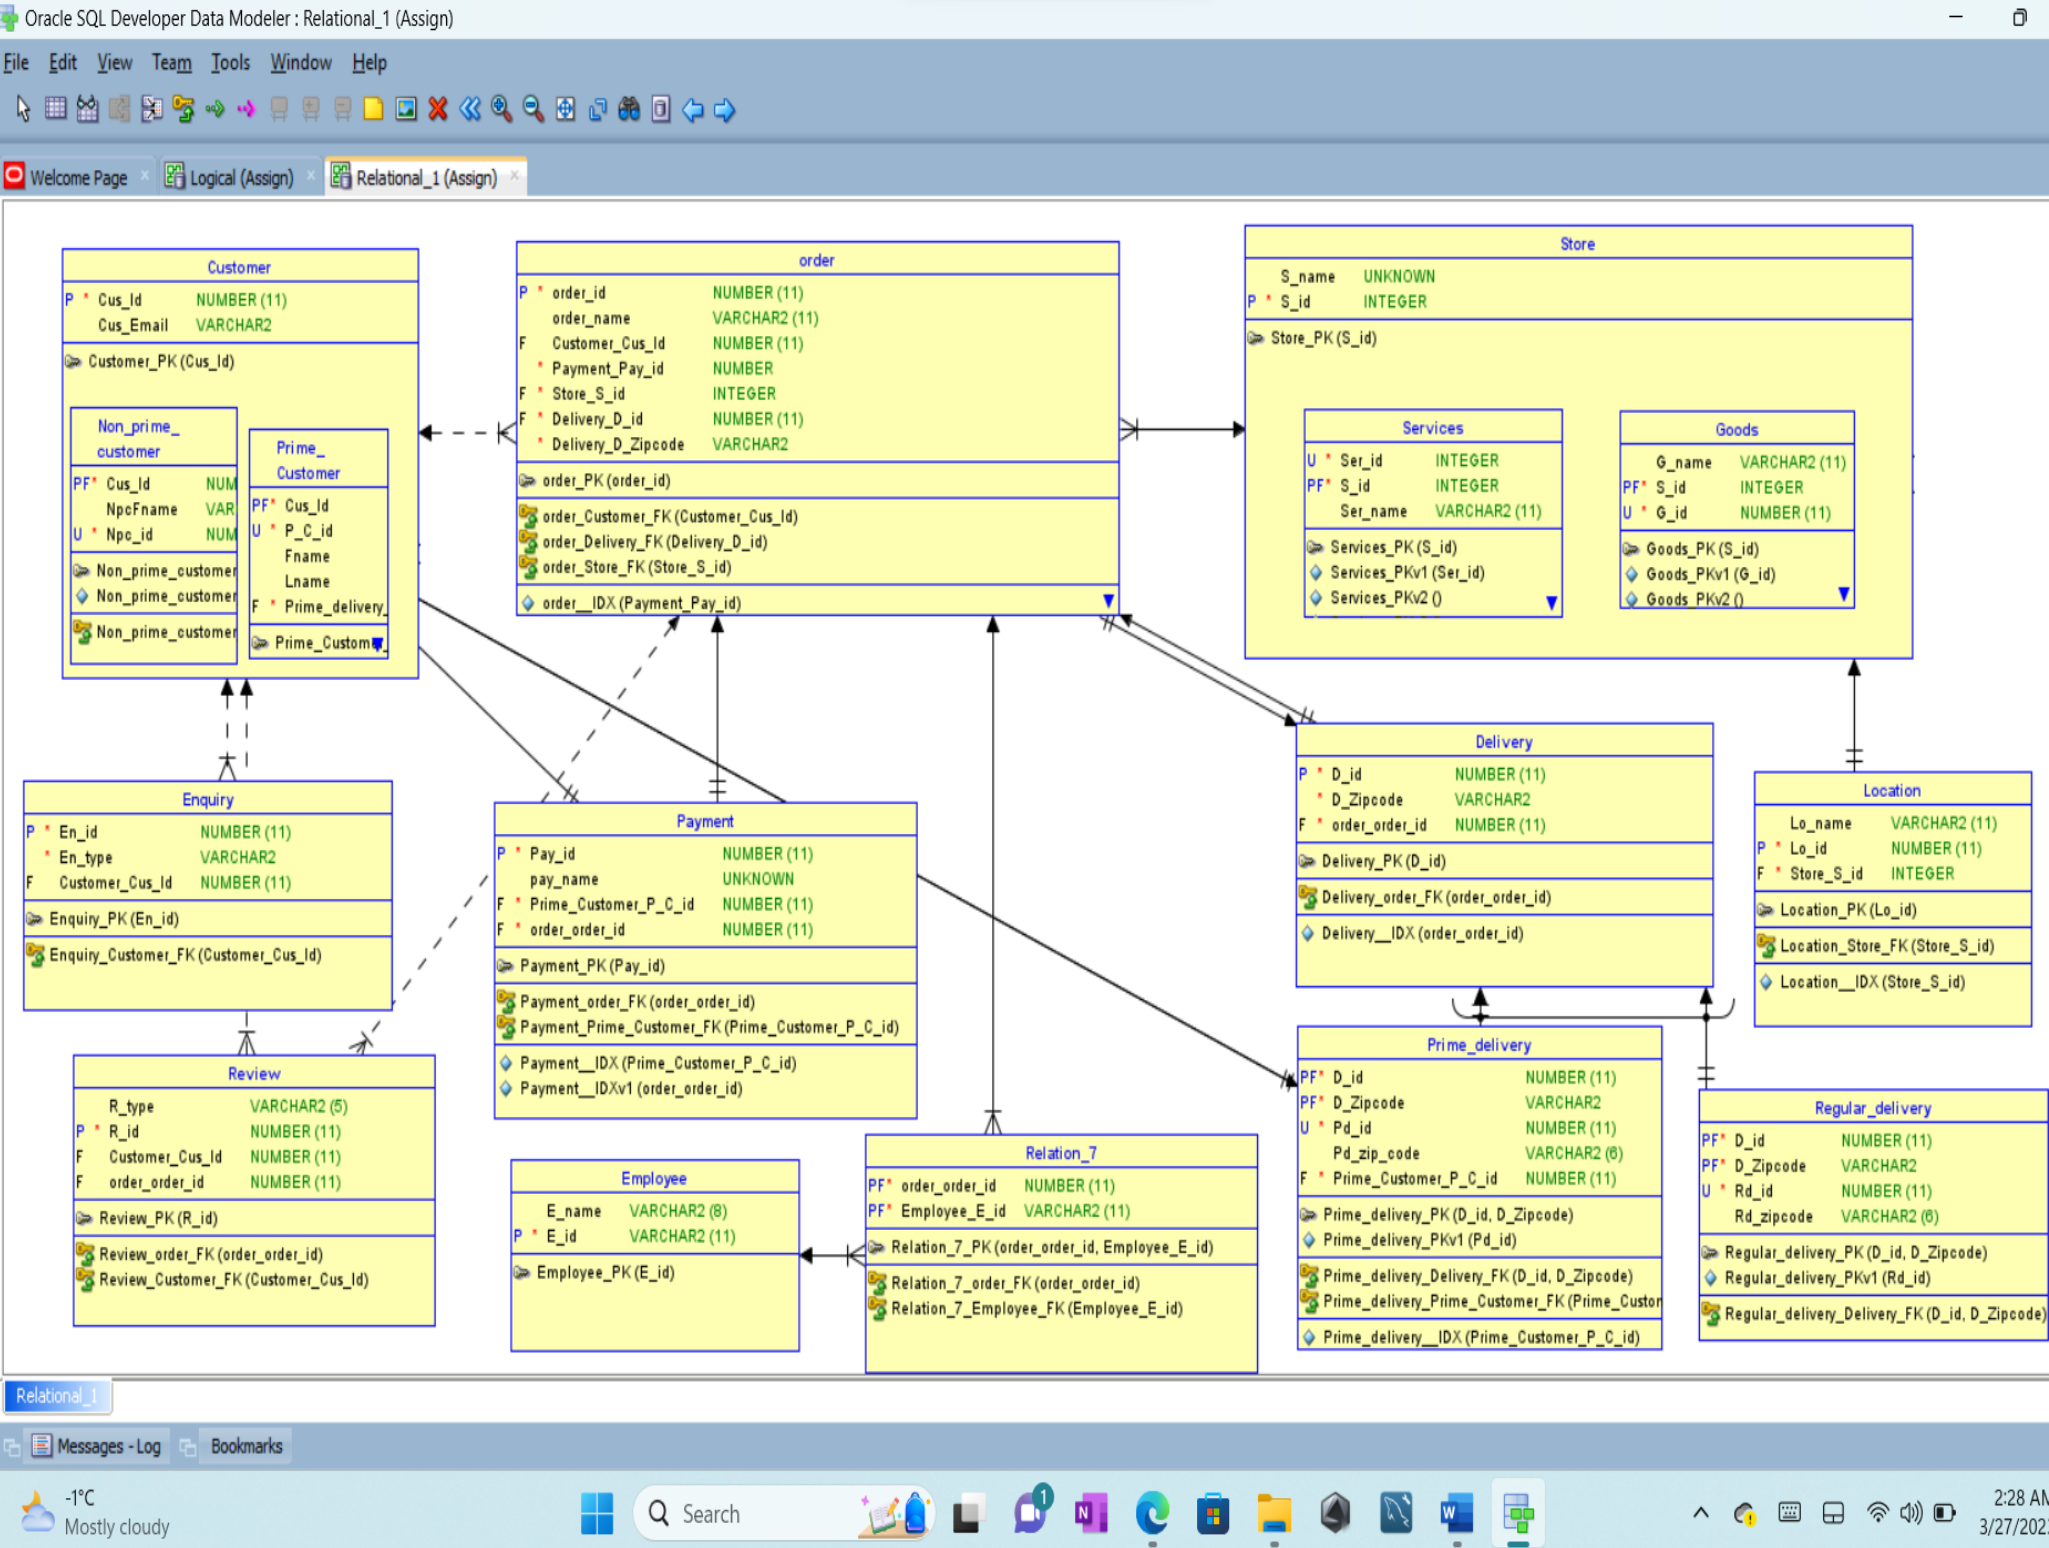 Oracle SQL Developer Data Modeler : Relational_1 (Assign)
File Edit View Team Tools Window Help
Welcome Page Logical (Assign) Relational_1 (Assign)
Customer
P * Cus_Id NUMBER (11)
Cus_Email VARCHAR2
Customer_PK (Cus_Id)
Non_prime_
customer
PF* Cus_Id NUM
NpcFname VAR
U * Npc_id NUM
Non_prime_customer
Non_prime_customer
Non_prime_customer
Prime_
Customer
PF* Cus_Id
U * P_C_id
Fname
Lname
F * Prime_delivery_
Prime_Custom
order
P * order_id NUMBER (11)
order_name VARCHAR2 (11)
F Customer_Cus_Id NUMBER (11)
* Payment_Pay_id NUMBER
F * Store_S_id INTEGER
F * Delivery_D_id NUMBER (11)
* Delivery_D_Zipcode VARCHAR2
order_PK (order_id)
order_Customer_FK (Customer_Cus_Id)
order_Delivery_FK (Delivery_D_id)
order_Store_FK (Store_S_id)
order__IDX (Payment_Pay_id)
Store
S_name UNKNOWN
P * S_id INTEGER
Store_PK (S_id)
Services
U * Ser_id INTEGER
PF* S_id INTEGER
Ser_name VARCHAR2 (11)
Services_PK (S_id)
Services_PKv1 (Ser_id)
Services_PKv2 ()
Goods
G_name VARCHAR2 (11)
PF* S_id INTEGER
U * G_id NUMBER (11)
Goods_PK (S_id)
Goods_PKv1 (G_id)
Goods_PKv2 ()
Enquiry
P * En_id NUMBER (11)
* En_type VARCHAR2
F Customer_Cus_Id NUMBER (11)
Enquiry_PK (En_id)
Enquiry_Customer_FK (Customer_Cus_Id)
Payment
P * Pay_id NUMBER (11)
pay_name UNKNOWN
F * Prime_Customer_P_C_id NUMBER (11)
F * order_order_id NUMBER (11)
Payment_PK (Pay_id)
Payment_order_FK (order_order_id)
Payment_Prime_Customer_FK (Prime_Customer_P_C_id)
Payment__IDX (Prime_Customer_P_C_id)
Payment__IDXv1 (order_order_id)
Delivery
P * D_id NUMBER (11)
* D_Zipcode VARCHAR2
F * order_order_id NUMBER (11)
Delivery_PK (D_id)
Delivery_order_FK (order_order_id)
Delivery__IDX (order_order_id)
Location
Lo_name VARCHAR2 (11)
P * Lo_id NUMBER (11)
F * Store_S_id INTEGER
Location_PK (Lo_id)
Location_Store_FK (Store_S_id)
Location__IDX (Store_S_id)
Review
R_type VARCHAR2 (5)
P * R_id NUMBER (11)
F Customer_Cus_Id NUMBER (11)
F order_order_id NUMBER (11)
Review_PK (R_id)
Review_order_FK (order_order_id)
Review_Customer_FK (Customer_Cus_Id)
Employee
E_name VARCHAR2 (8)
P * E_id VARCHAR2 (11)
Employee_PK (E_id)
Relation_7
PF* order_order_id NUMBER (11)
PF* Employee_E_id VARCHAR2 (11)
Relation_7_PK (order_order_id, Employee_E_id)
Relation_7_order_FK (order_order_id)
Relation_7_Employee_FK (Employee_E_id)
Prime_delivery
PF* D_id NUMBER (11)
PF* D_Zipcode VARCHAR2
U * Pd_id NUMBER (11)
Pd_zip_code VARCHAR2 (6)
F * Prime_Customer_P_C_id NUMBER (11)
Prime_delivery_PK (D_id, D_Zipcode)
Prime_delivery_PKv1 (Pd_id)
Prime_delivery_Delivery_FK (D_id, D_Zipcode)
Prime_delivery_Prime_Customer_FK (Prime_Custor
Prime_delivery__IDX (Prime_Customer_P_C_id)
Regular_delivery
PF* D_id NUMBER (11)
PF* D_Zipcode VARCHAR2
U * Rd_id NUMBER (11)
Rd_zipcode VARCHAR2 (6)
Regular_delivery_PK (D_id, D_Zipcode)
Regular_delivery_PKv1 (Rd_id)
Regular_delivery_Delivery_FK (D_id, D_Zipcode)
Relational_1
Messages - Log Bookmarks
-1°C
Mostly cloudy
Search
1
N
W
2:28 AM
3/27/202